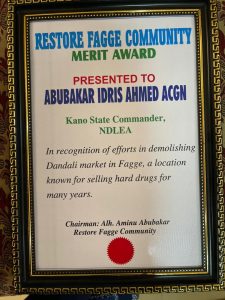 RESTORE FAGGE COMMUNITY
MERIT AWARD
PRESENTED TO
ABUBAKAR IDRIS AHMED ACGN
Kano State Commander,
NDLEA
In recognition of efforts in demolishing
Dandali market in Fagge, a location
known for selling hard drugs for
many years.
Chairman: Alh. Aminu Abubakar
Restore Fagge Community